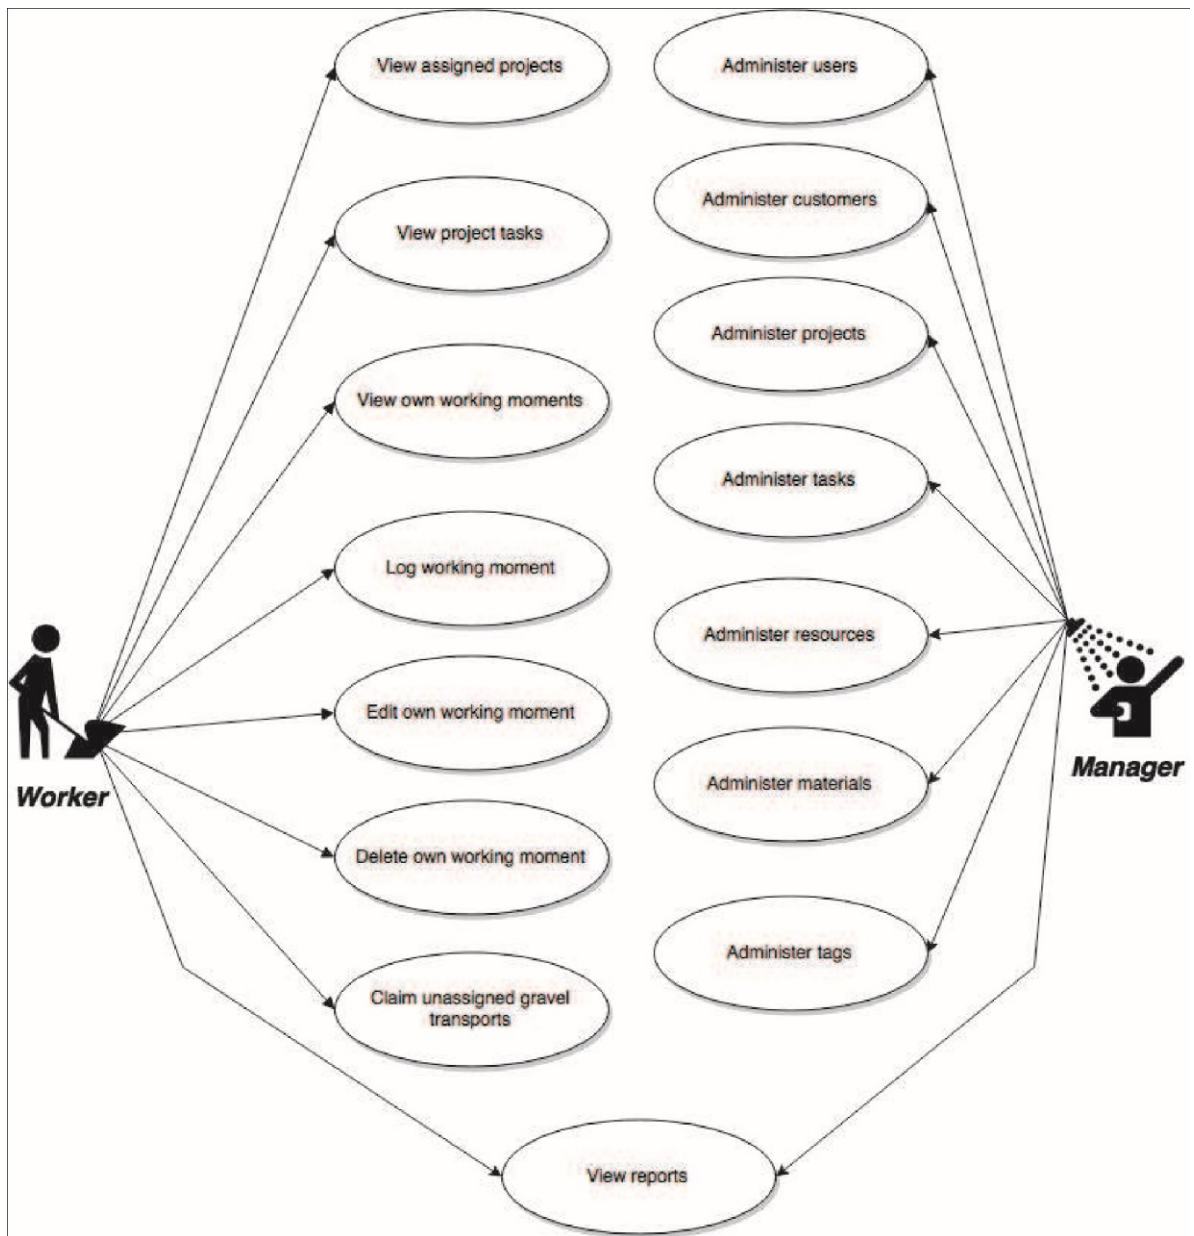 View assigned projects
Administer users
Administer customers
View project tasks
Administer projects
View own working moments
Administer tasks
Log working moment
Administer resources
Edit own working moment
Administer materials
Worker
Manager
Delete own working moment
Administer tags
Claim unassigned gravel
transports
View reports